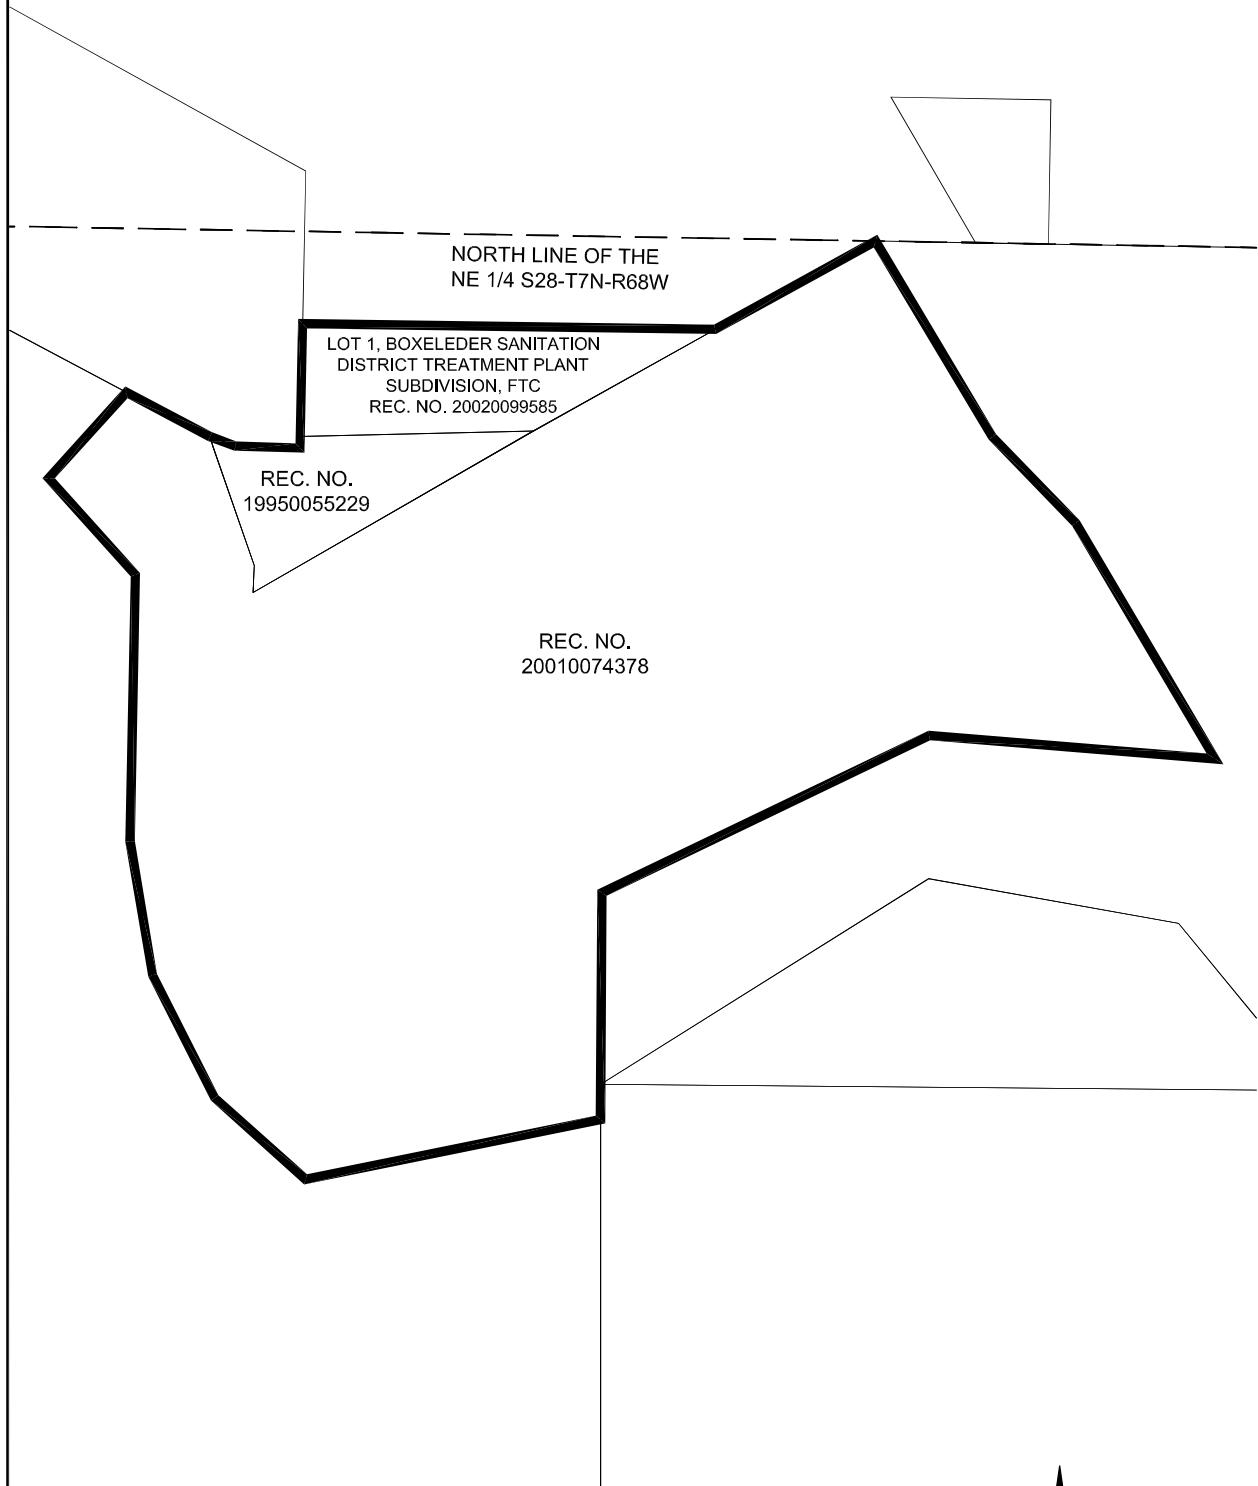 NORTH LINE OF THE
NE 1/4 S28-T7N-R68W
LOT 1, BOXELEDER SANITATION
DISTRICT TREATMENT PLANT
SUBDIVISION, FTC
REC. NO. 20020099585
REC. NO.
19950055229
REC. NO.
20010074378